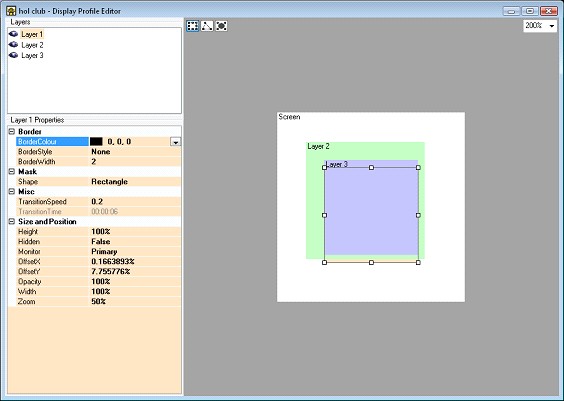 hol club - Display Profile Editor
Layers
Layer 1
Layer 2
Layer 3
200%
Layer 1 Properties
Border
BorderColour 0, 0, 0
BorderStyle None
BorderWidth 2
Mask
Shape Rectangle
Misc
TransitionSpeed 0.2
TransitionTime 00:00:06
Size and Position
Height 100%
Hidden False
Monitor Primary
OffsetX 0.1663893%
OffsetY 7.755776%
Opacity 100%
Width 100%
Zoom 50%
Screen
Layer 2
Layer 3